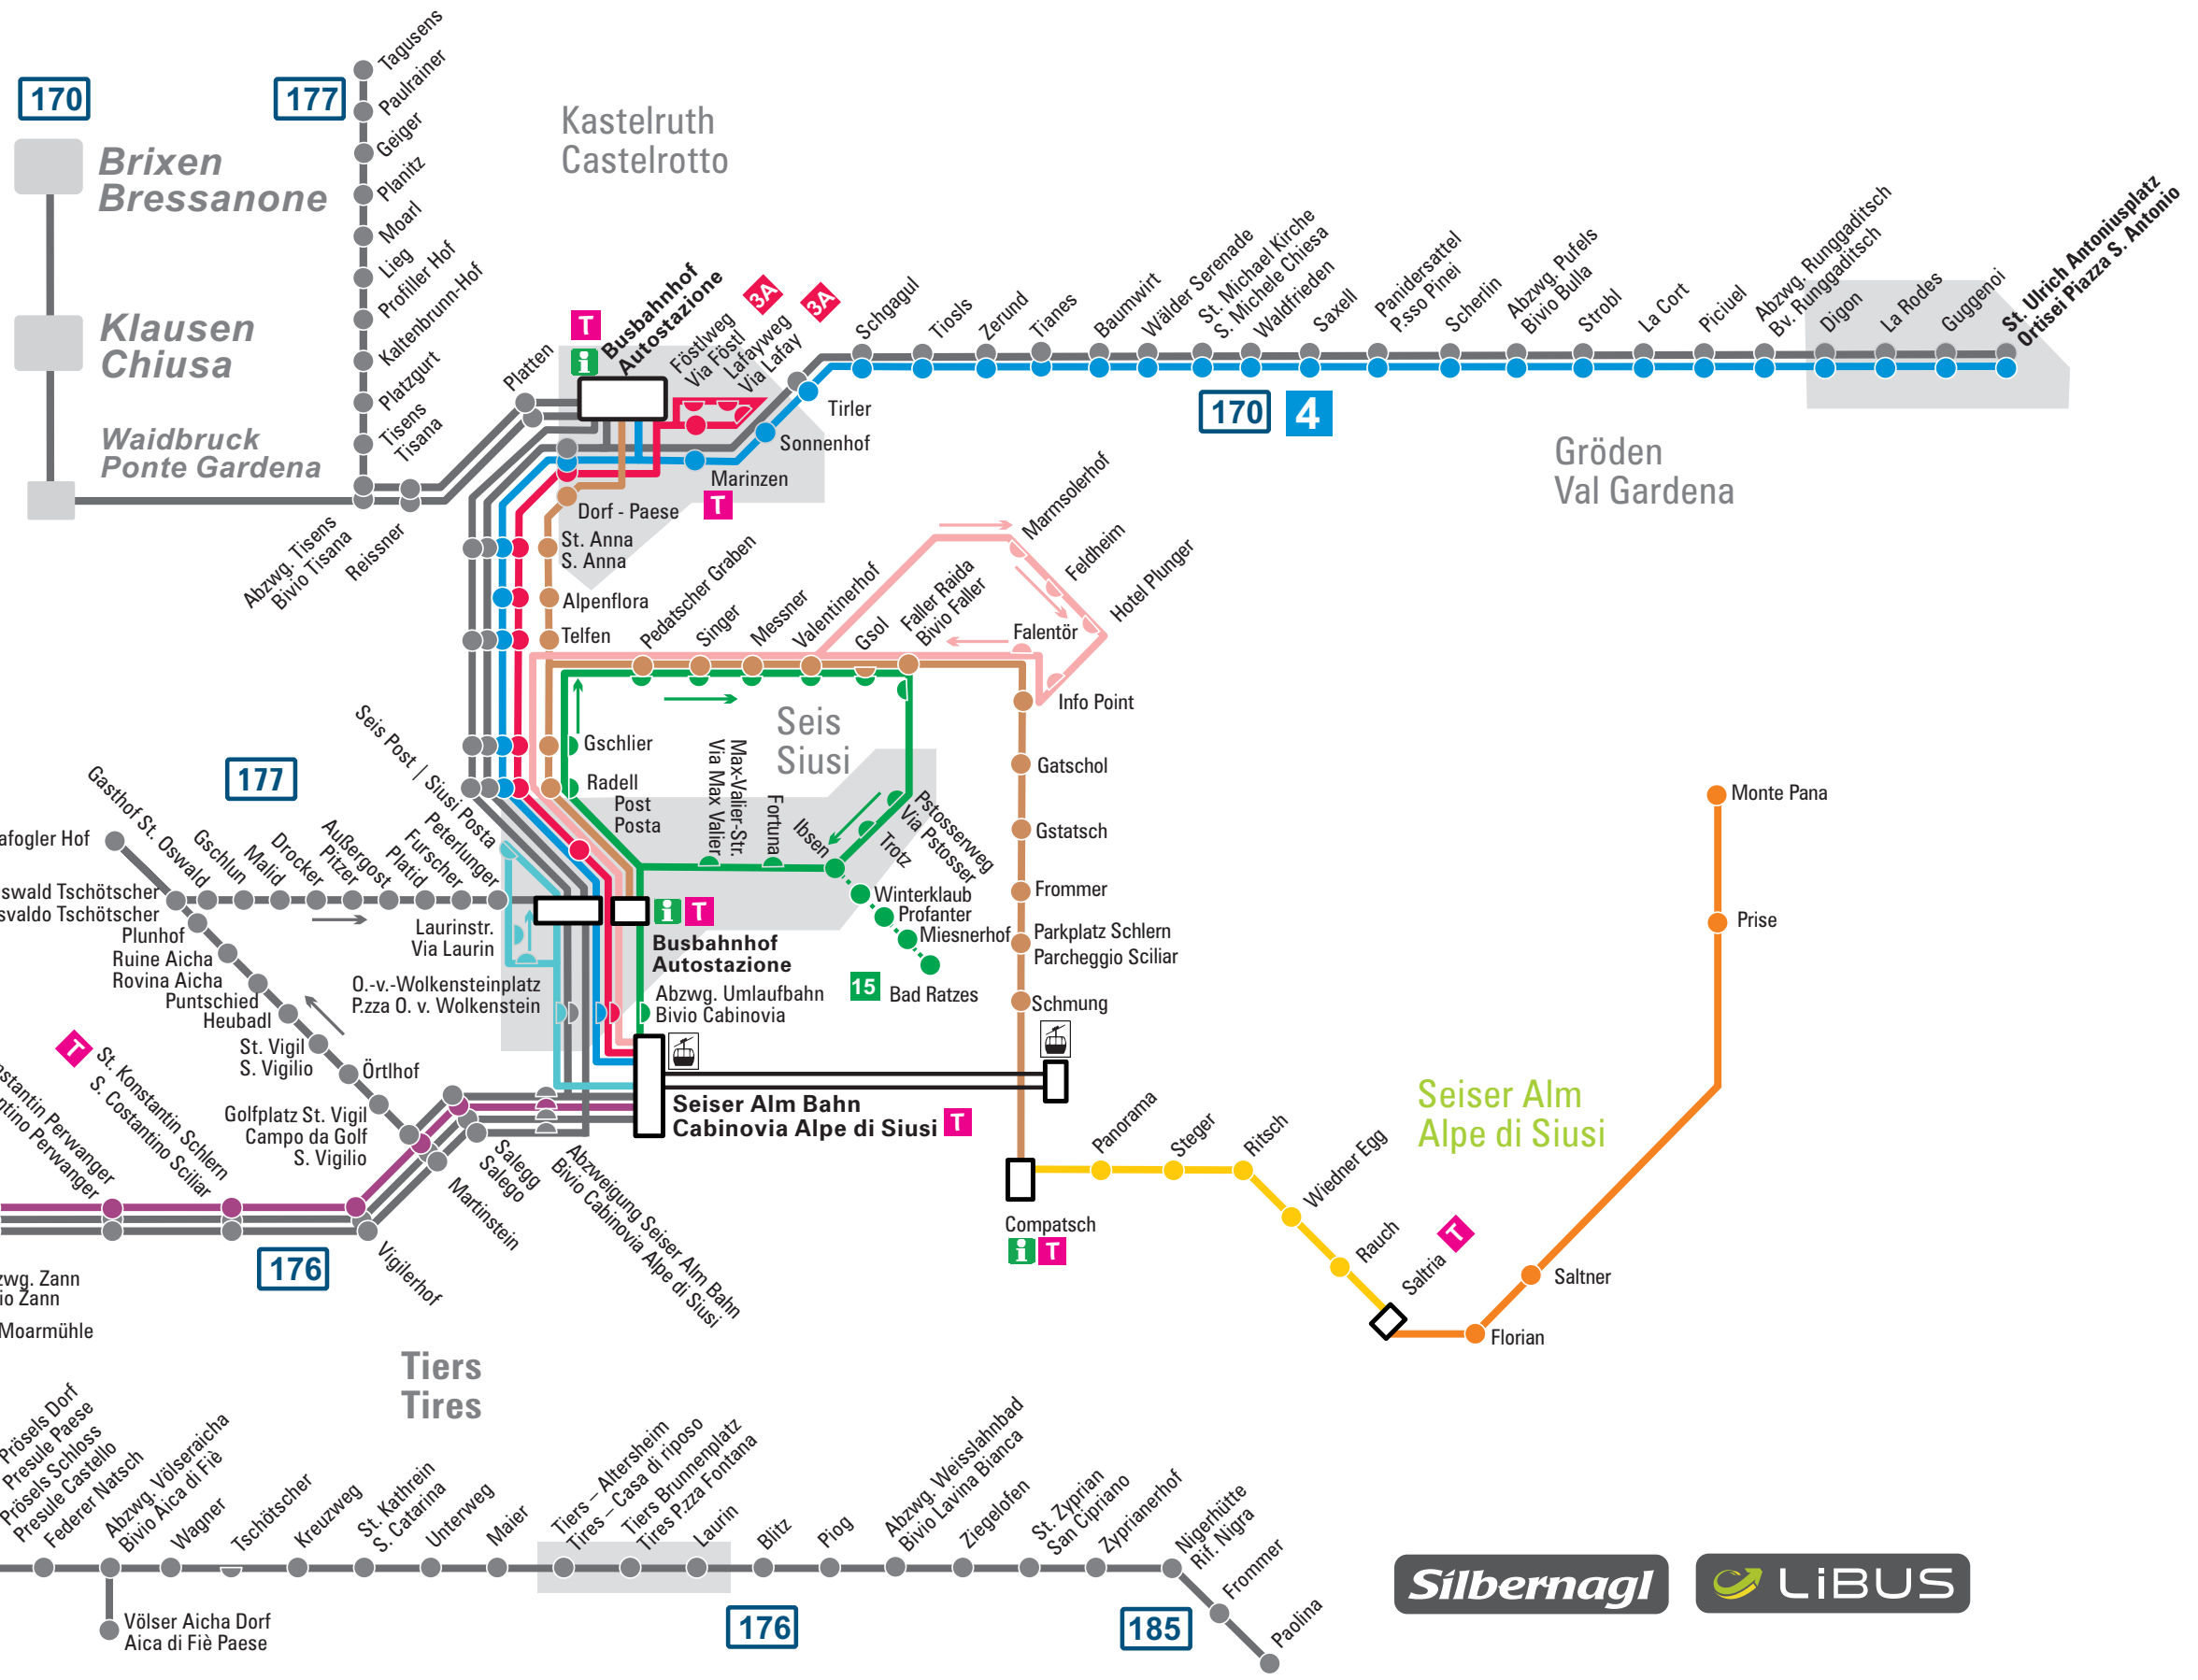 170
177
Brixen
Bressanone
Klausen
Chiusa
Waidbruck
Ponte Gardena
Tagusens
Paulrainer
Geiger
Planitz
Moarl
Lieg
Profiller Hof
Kaltenbrunn-Hof
Platzgurt
Tisens
Tisana
Abzwg. Tisens
Bivio Tisana
Reissner
Platten
Kastelruth
Castelrotto
T
i
Busbahnhof
Autostazione
Föstlweg
Via Föstl
Lafayweg
Via Lafay
3A
3A
Schgagul
Tiosls
Zerund
Tianes
Baumwirt
Wälder Serenade
St. Michael Kirche
S. Michele Chiesa
Waldfrieden
Saxell
Panidersattel
P.sso Pinei
Scherlin
Abzwg. Pufels
Bivio Bulla
Strobl
La Cort
Piciuel
Abzwg. Runggaditsch
Bv. Runggaditsch
Digon
La Rodes
Guggenoi
St. Ulrich Antoniusplatz
Ortisei Piazza S. Antonio
170
4
Gröden
Val Gardena
Tirler
Sonnenhof
Marinzen
T
Dorf - Paese
St. Anna
S. Anna
Alpenflora
Telfen
Pedatscher Graben
Singer
Messner
Valentinerhof
Gsol
Faller Raida
Bivio Faller
Marmsolerhof
Feldheim
Hotel Plunger
Falentör
Info Point
Seis
Siusi
Gschlier
Radell
Post
Posta
Seis Post | Siusi Posta
Max-Valier-Str.
Via Max Valier
Fortuna
Ibsen
Trotz
Pstosserweg
Via Pstosser
Winterklaub
Profanter
Miesnerhof
15
Bad Ratzes
Gatschol
Gstatsch
Frommer
Parkplatz Schlern
Parcheggio Sciliar
Schmung
177
afogler Hof
Gasthof St. Oswald
Gschlun
Malid
Drocker
Außergost
Pitzer
Platid
Furscher
Peterlunger
swald Tschötscher
svaldo Tschötscher
Plunhof
Ruine Aicha
Rovina Aicha
Puntschied
Heubadl
St. Vigil
S. Vigilio
Örtlhof
Golfplatz St. Vigil
Campo da Golf
S. Vigilio
Laurinstr.
Via Laurin
O.-v.-Wolkensteinplatz
P.zza O. v. Wolkenstein
i
T
Busbahnhof
Autostazione
Abzwg. Umlaufbahn
Bivio Cabinovia
Seiser Alm Bahn
Cabinovia Alpe di Siusi
T
T
St. Konstantin Schlern
S. Costantino Sciliar
nstantin Perwanger
ntino Perwanger
Salegg
Salego
Martinstein
Vigilerhof
Abzweigung Seiser Alm Bahn
Bivio Cabinovia Alpe di Siusi
176
zwg. Zann
io Zann
Moarmühle
Compatsch
i
T
Panorama
Steger
Ritsch
Wiedner Egg
Rauch
Saltria
T
Seiser Alm
Alpe di Siusi
Monte Pana
Prise
Saltner
Florian
Tiers
Tires
Prösels Dorf
Presule Paese
Prösels Schloss
Presule Castello
Federer Natsch
Abzwg. Völseraicha
Bivio Aica di Fiè
Wagner
Tschötscher
Kreuzweg
St. Kathrein
S. Catarina
Unterweg
Maier
Tiers – Altersheim
Tires – Casa di riposo
Tiers Brunnenplatz
Tires P.zza Fontana
Laurin
Blitz
Piog
Abzwg. Weisslahnbad
Bivio Lavina Bianca
Ziegelofen
St. Zyprian
San Cipriano
Zyprianerhof
Nigerhütte
Rif. Nigra
Frommer
Paolina
Völser Aicha Dorf
Aica di Fiè Paese
176
185
Silbernagl
LiBUS